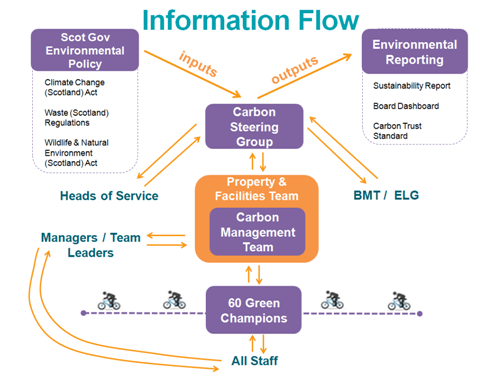 Information Flow
Scot Gov
Environmental
Policy
Climate Change
(Scotland) Act
Waste (Scotland)
Regulations
Wildlife & Natural
Environment
(Scotland) Act
inputs
outputs
Environmental
Reporting
Sustainability Report
Board Dashboard
Carbon Trust
Standard
Carbon
Steering
Group
Heads of Service
Property &
Facilities Team
Carbon
Management
Team
BMT / ELG
Managers / Team
Leaders
60 Green
Champions
All Staff